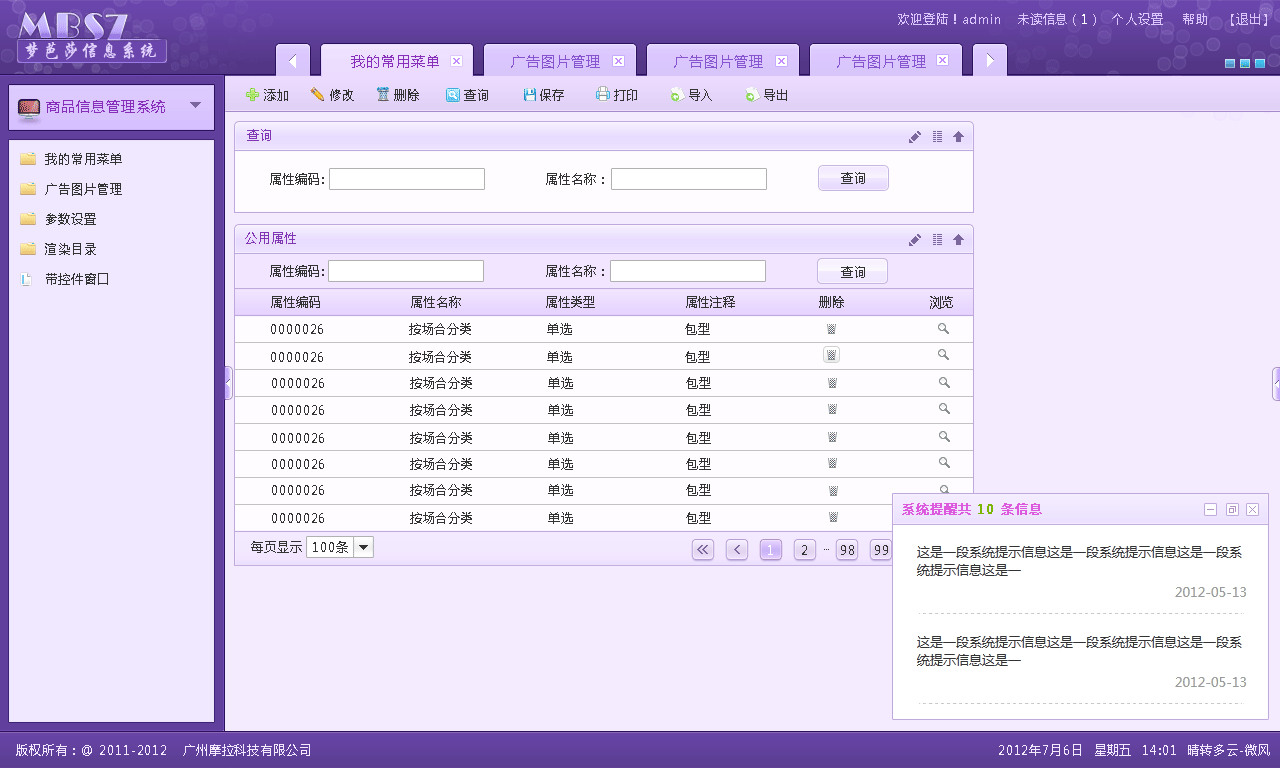 MBSZ
梦芭莎信息系统
欢迎登陆！admin 未读信息（1） 个人设置 帮助 【退出】
我的常用菜单 广告图片管理 广告图片管理 广告图片管理
商品信息管理系统
添加 修改 删除 查询 保存 打印 导入 导出
我的常用菜单
广告图片管理
参数设置
渲染目录
带控件窗口
查询
属性编码: 属性名称： 查询
公用属性
属性编码: 属性名称： 查询
属性编码 属性名称 属性类型 属性注释 删除 浏览
0000026 按场合分类 单选 包型
0000026 按场合分类 单选 包型
0000026 按场合分类 单选 包型
0000026 按场合分类 单选 包型
0000026 按场合分类 单选 包型
0000026 按场合分类 单选 包型
0000026 按场合分类 单选 包型
0000026 按场合分类 单选 包型
每页显示 100条 1 2 ... 98 99
系统提醒共 10 条信息
这是一段系统提示信息这是一段系统提示信息这是一段系
统提示信息这是一
2012-05-13
这是一段系统提示信息这是一段系统提示信息这是一段系
统提示信息这是一
2012-05-13
版权所有：@ 2011-2012 广州摩拉科技有限公司
2012年7月6日 星期五 14:01 晴转多云-微风